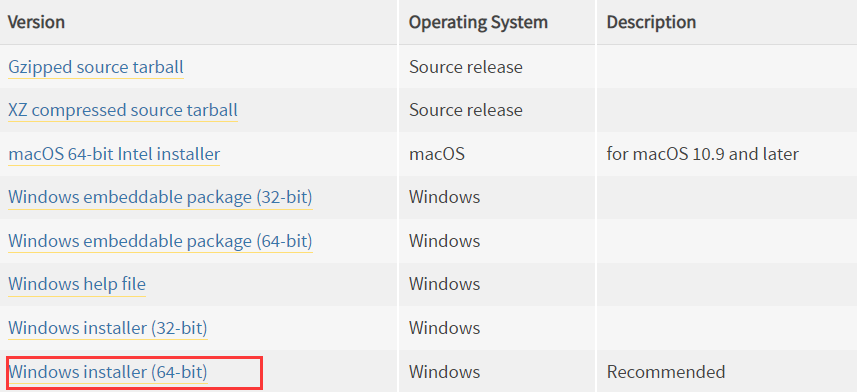 Version Operating System Description
Gzipped source tarball Source release
XZ compressed source tarball Source release
macOS 64-bit Intel installer macOS for macOS 10.9 and later
Windows embeddable package (32-bit) Windows
Windows embeddable package (64-bit) Windows
Windows help file Windows
Windows installer (32-bit) Windows
Windows installer (64-bit) Windows Recommended